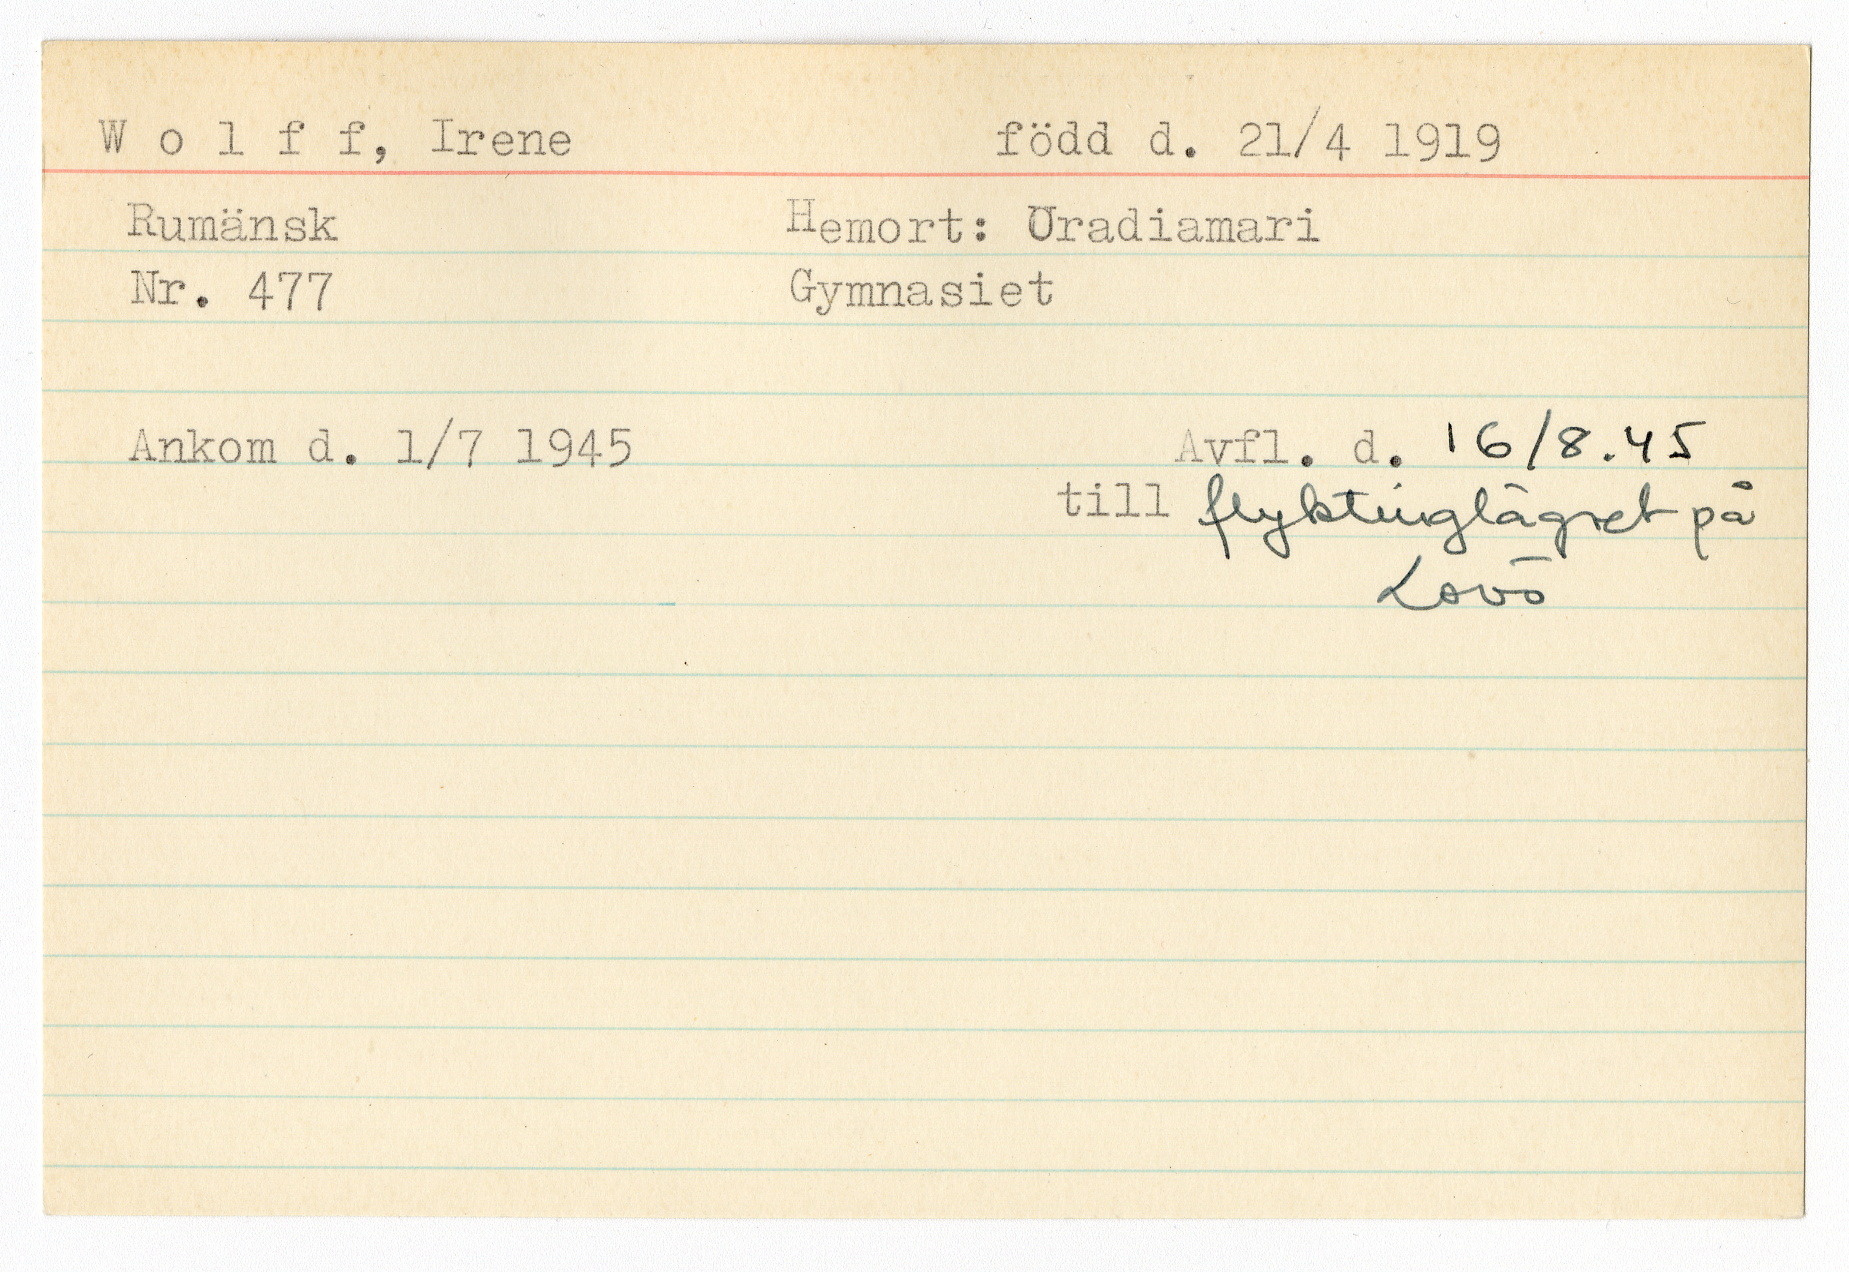 W o l f f, Irene född d. 21/4 1919
Rumänsk Hemort: Oradiamari
Nr. 477 Gymnasiet
Ankom d. 1/7 1945 Avfl. d. 16/8.45
till flyktinglägret på
Lovö